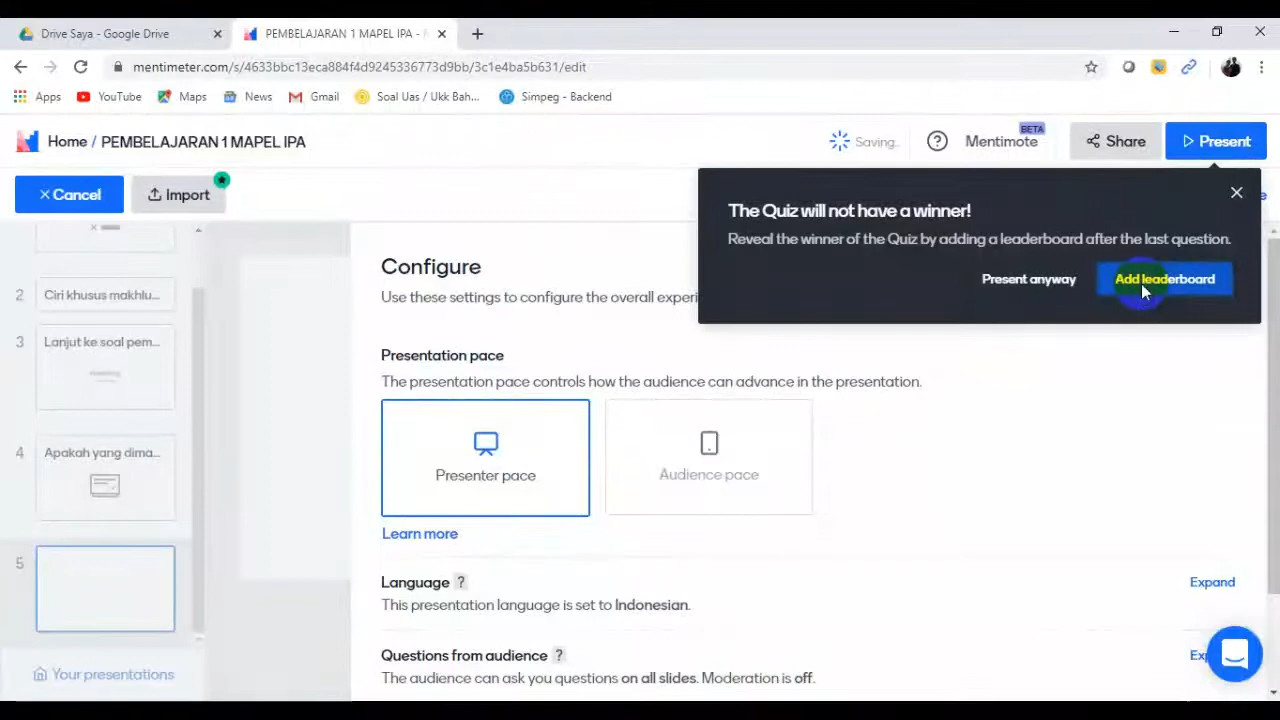 Drive Saya - Google Drive
PEMBELAJARAN 1 MAPEL IPA -
mentimeter.com/s/4633bbc13eca884f4d9245336773d9bb/3c1e4ba5b631/edit
Apps YouTube Maps News Gmail Soal Uas / Ukk Bah... Simpeg - Backend
Home / PEMBELAJARAN 1 MAPEL IPA
Saving..
Mentimote
BETA
Share
Present
Cancel
Import
The Quiz will not have a winner!
Reveal the winner of the Quiz by adding a leaderboard after the last question.
Present anyway
Add leaderboard
2 Ciri khusus makhlu...
3 Lanjut ke soal pem...
4 Apakah yang dima...
5
Your presentations
Configure
Use these settings to configure the overall experi
Presentation pace
The presentation pace controls how the audience can advance in the presentation.
Presenter pace
Audience pace
Learn more
Language ?
Expand
This presentation language is set to Indonesian.
Questions from audience ?
The audience can ask you questions on all slides. Moderation is off.